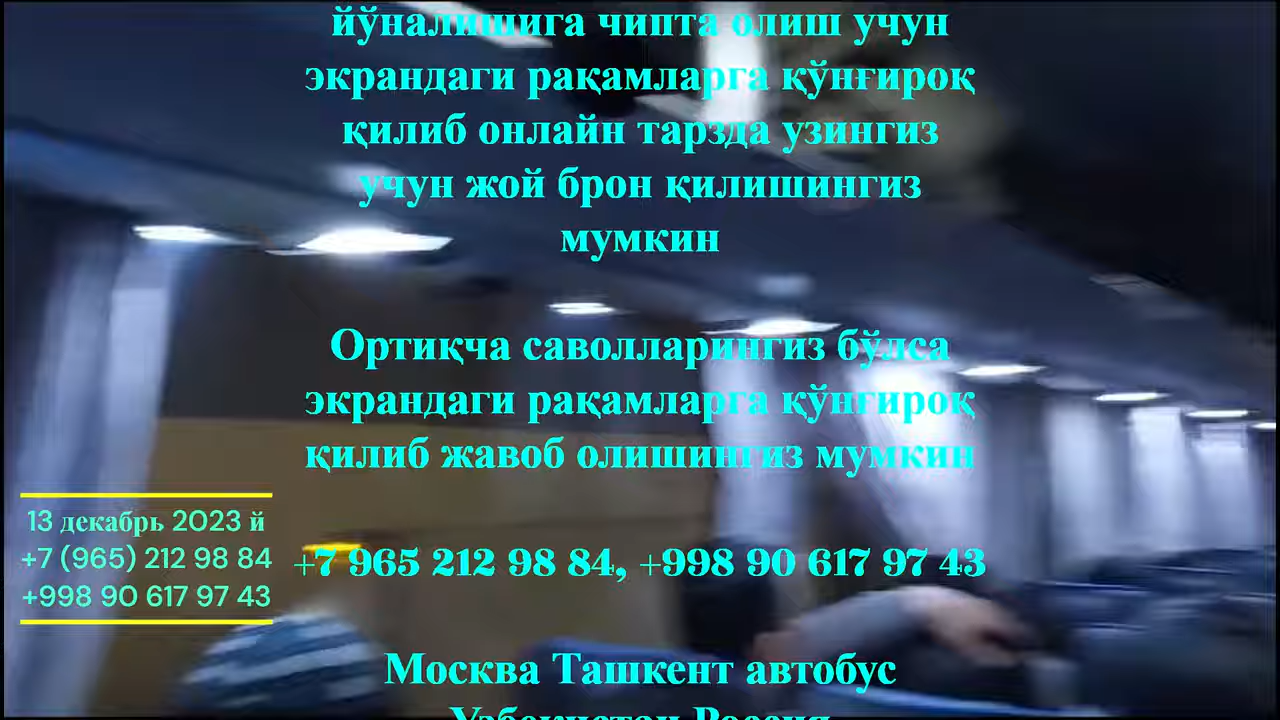 йўналишига чипта олиш учун
экрандаги рақамларга қўнғироқ
қилиб онлайн тарзда узингиз
учун жой брон қилишингиз
мумкин
Ортиқча саволларингиз бўлса
экрандаги рақамларга қўнғироқ
қилиб жавоб олишингиз мумкин
13 декабрь 2023 й
+7 (965) 212 98 84
+998 90 617 97 43
+7 965 212 98 84, +998 90 617 97 43
Москва Ташкент автобус
Узбекистон Россия